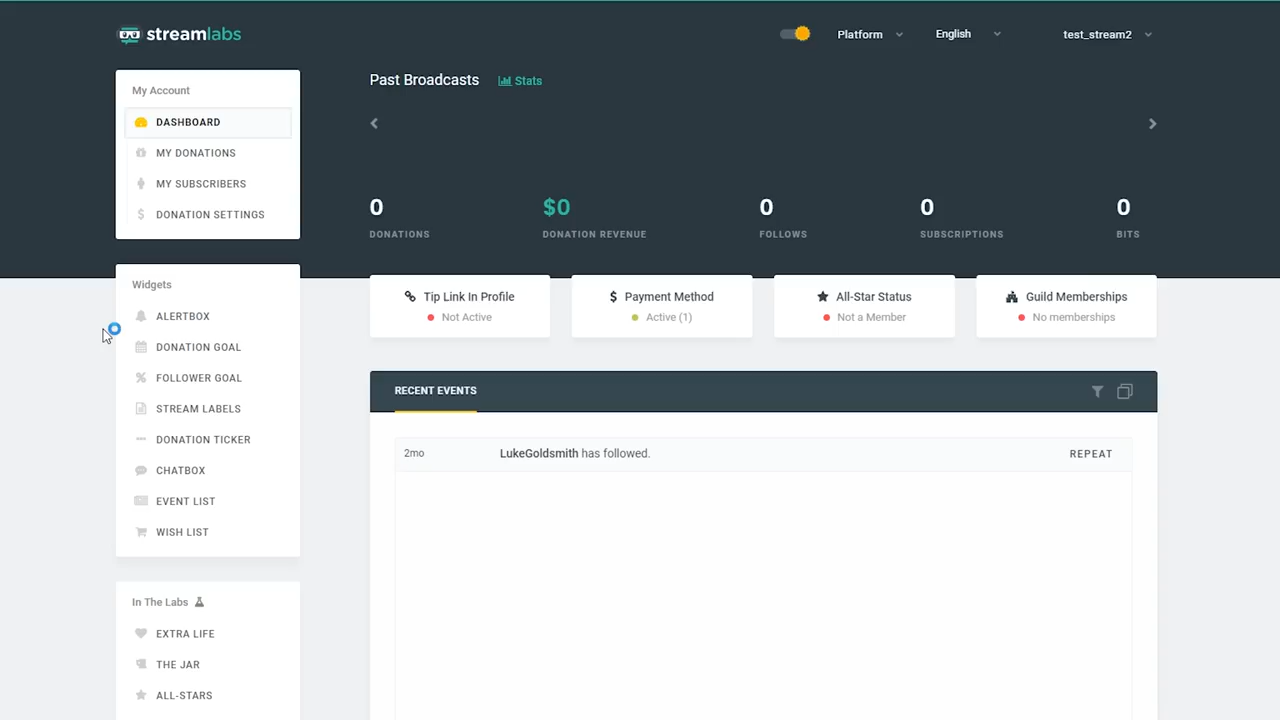 streamlabs
Platform
English
test_stream2
My Account
DASHBOARD
MY DONATIONS
MY SUBSCRIBERS
DONATION SETTINGS
Widgets
ALERTBOX
DONATION GOAL
FOLLOWER GOAL
STREAM LABELS
DONATION TICKER
CHATBOX
EVENT LIST
WISH LIST
In The Labs
EXTRA LIFE
THE JAR
ALL-STARS
Past Broadcasts
Stats
0 $0 0 0 0
DONATIONS DONATION REVENUE FOLLOWS SUBSCRIPTIONS BITS
Tip Link In Profile
Not Active
$ Payment Method
Active (1)
All-Star Status
Not a Member
Guild Memberships
No memberships
RECENT EVENTS
2mo LukeGoldsmith has followed. REPEAT